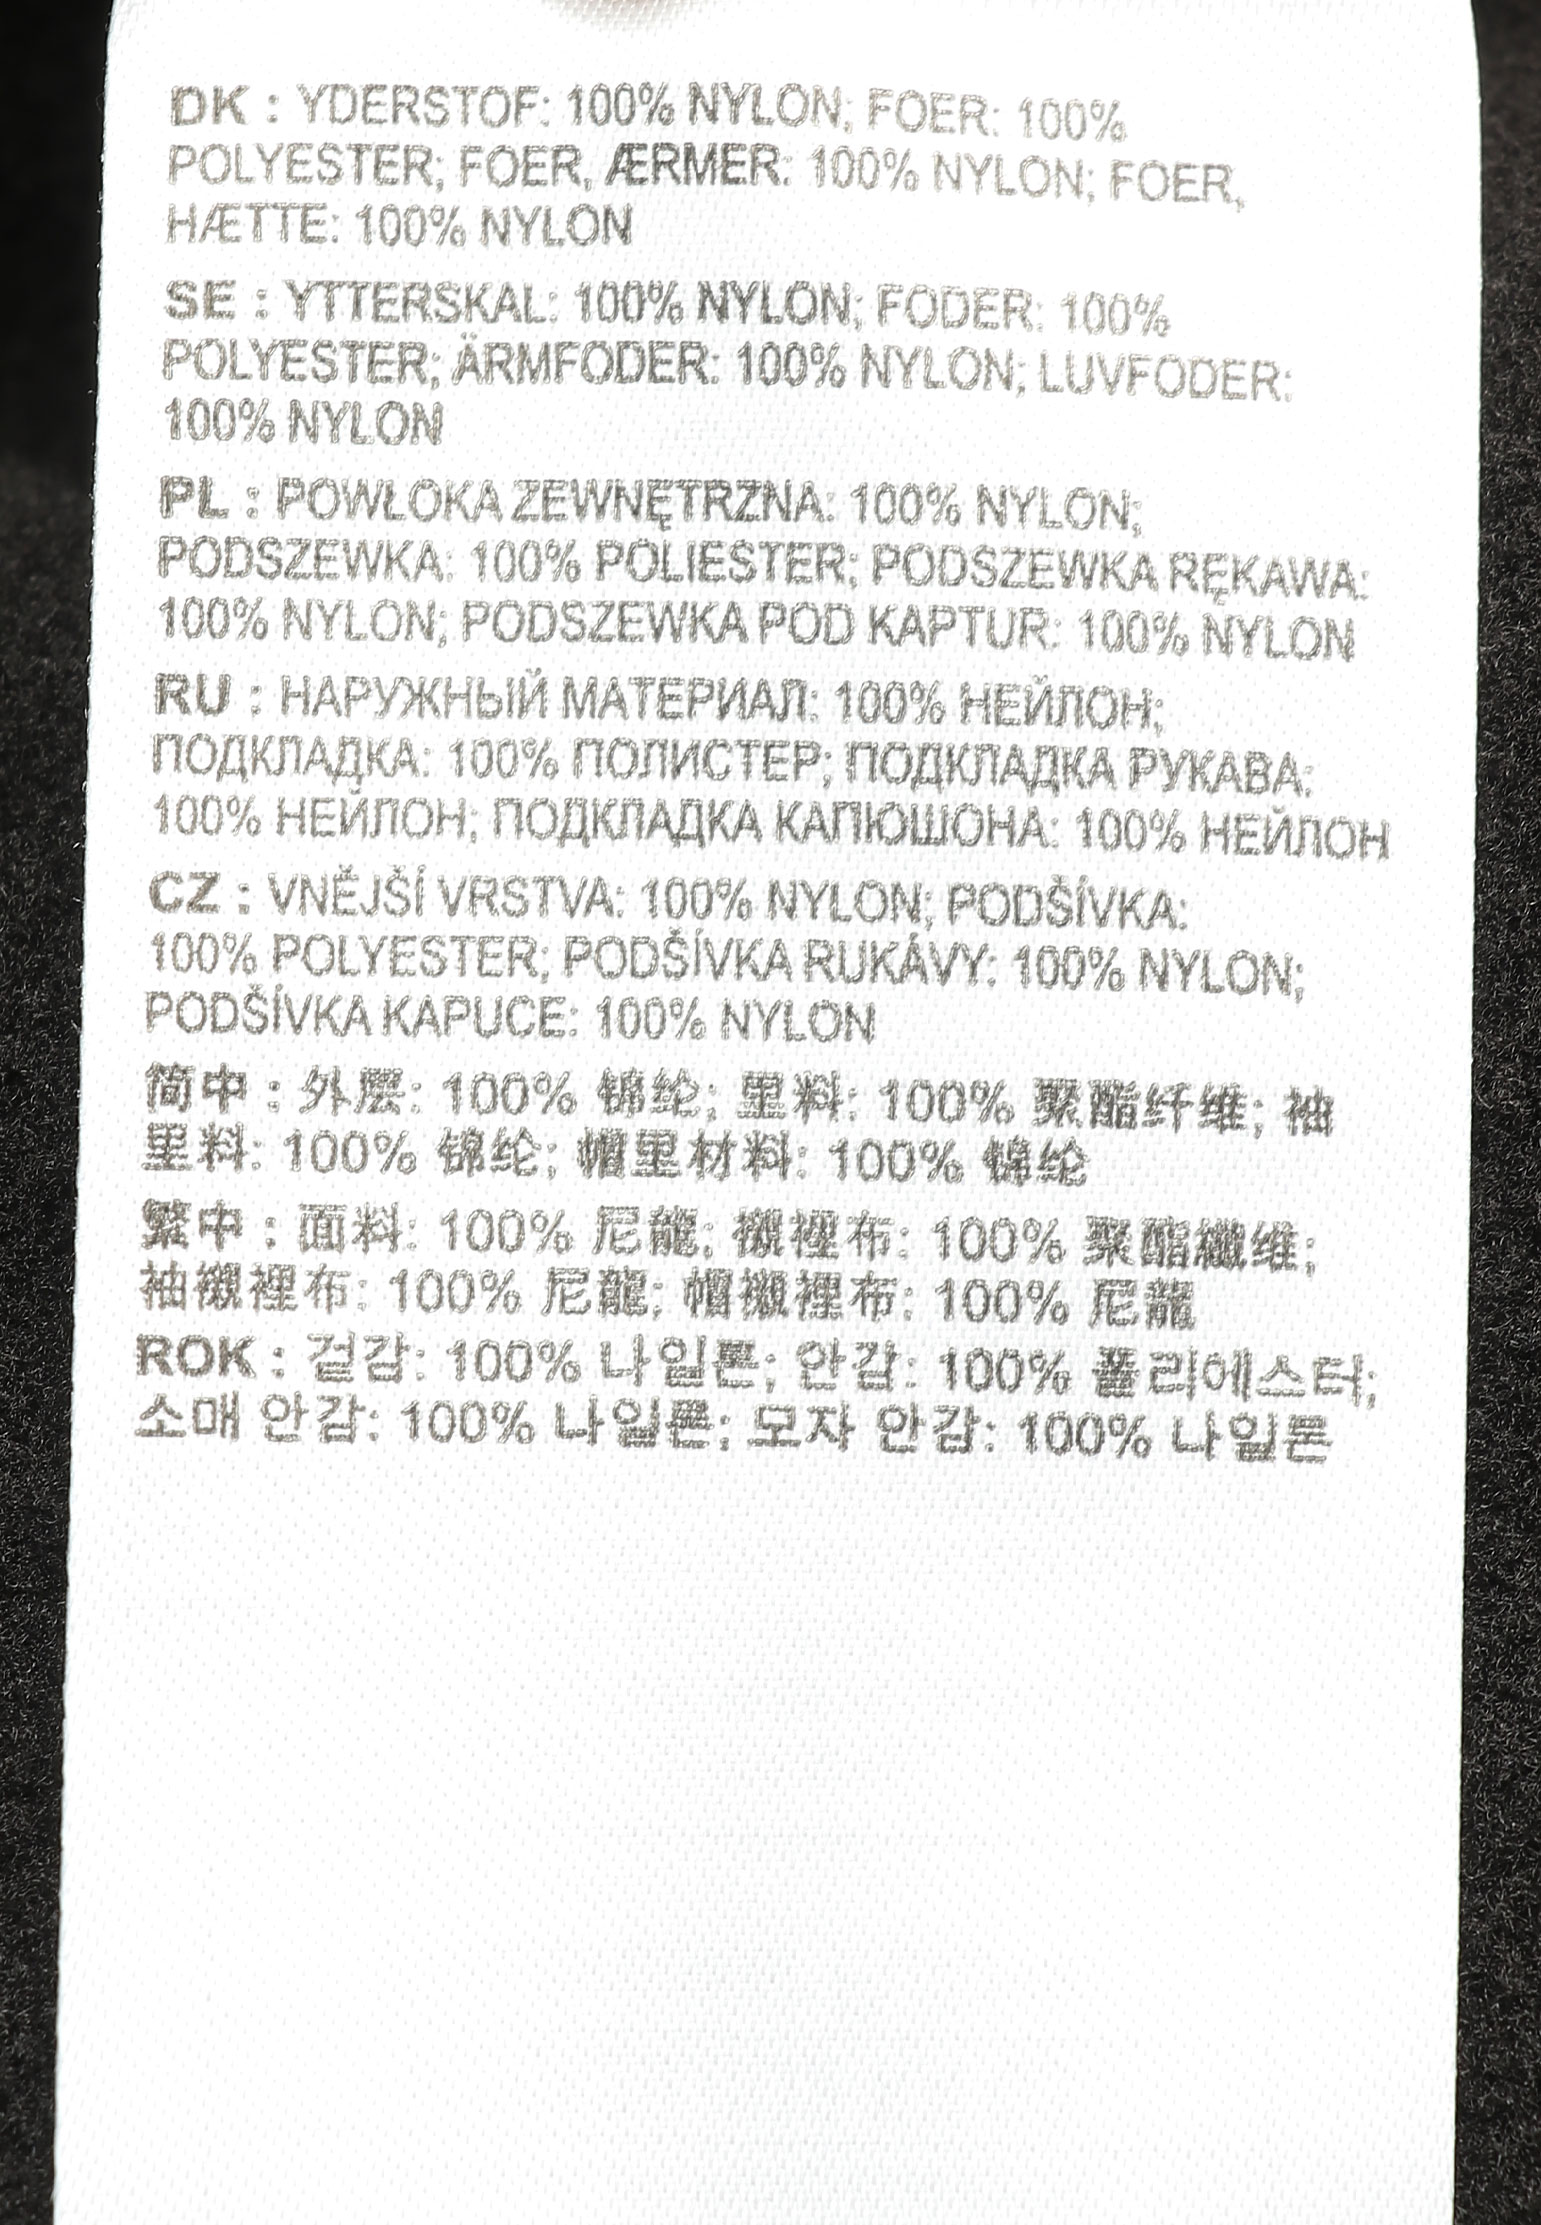 DK : YDERSTOF: 100% NYLON; FOER: 100%
POLYESTER; FOER, ÆRMER: 100% NYLON; FOER,
HÆTTE: 100% NYLON
SE : YTTERSKAL: 100% NYLON; FODER: 100%
POLYESTER; ÄRMFODER: 100% NYLON; LUVFODER:
100% NYLON
PL : POWŁOKA ZEWNĘTRZNA: 100% NYLON;
PODSZEWKA: 100% POLIESTER; PODSZEWKA RĘKAWA:
100% NYLON; PODSZEWKA POD KAPTUR: 100% NYLON
RU : НАРУЖНЫЙ МАТЕРИАЛ: 100% НЕЙЛОН;
ПОДКЛАДКА: 100% ПОЛИСТЕР; ПОДКЛАДКА РУКАВА:
100% НЕЙЛОН; ПОДКЛАДКА КАПЮШОНА: 100% НЕЙЛОН
CZ : VNĚJŠÍ VRSTVA: 100% NYLON; PODŠÍVKA:
100% POLYESTER; PODŠÍVKA RUKÁVY: 100% NYLON;
PODŠÍVKA KAPUCE: 100% NYLON
简中 : 外层: 100% 锦纶; 里料: 100% 聚酯纤维; 袖
里料: 100% 锦纶; 帽里材料: 100% 锦纶
繁中 : 面料: 100% 尼龍; 襯裡布: 100% 聚酯纖维;
袖襯裡布: 100% 尼龍; 帽襯裡布: 100% 尼龍
ROK : 겉감: 100% 나일론; 안감: 100% 폴리에스터;
소매 안감: 100% 나일론; 모자 안감: 100% 나일론